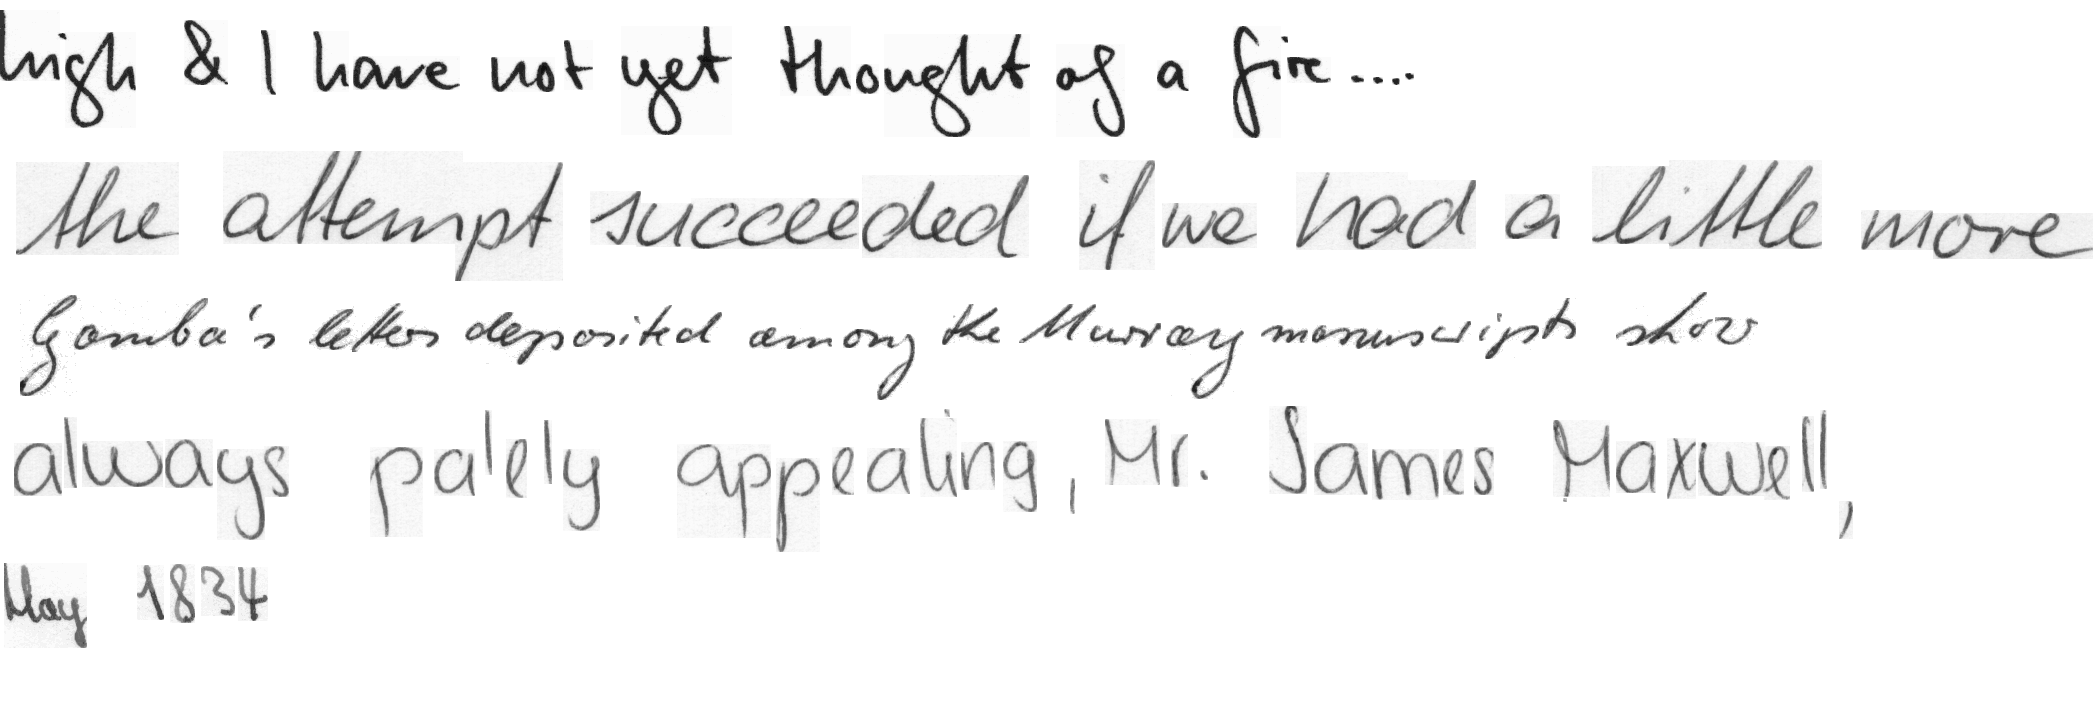 high & I have not yet thought of a fire....
the attempt succeeded if we had a little more
Gamba's letters deposited among the Murray manuscripts show
always palely appealing, Mr. James Maxwell,
May 1834